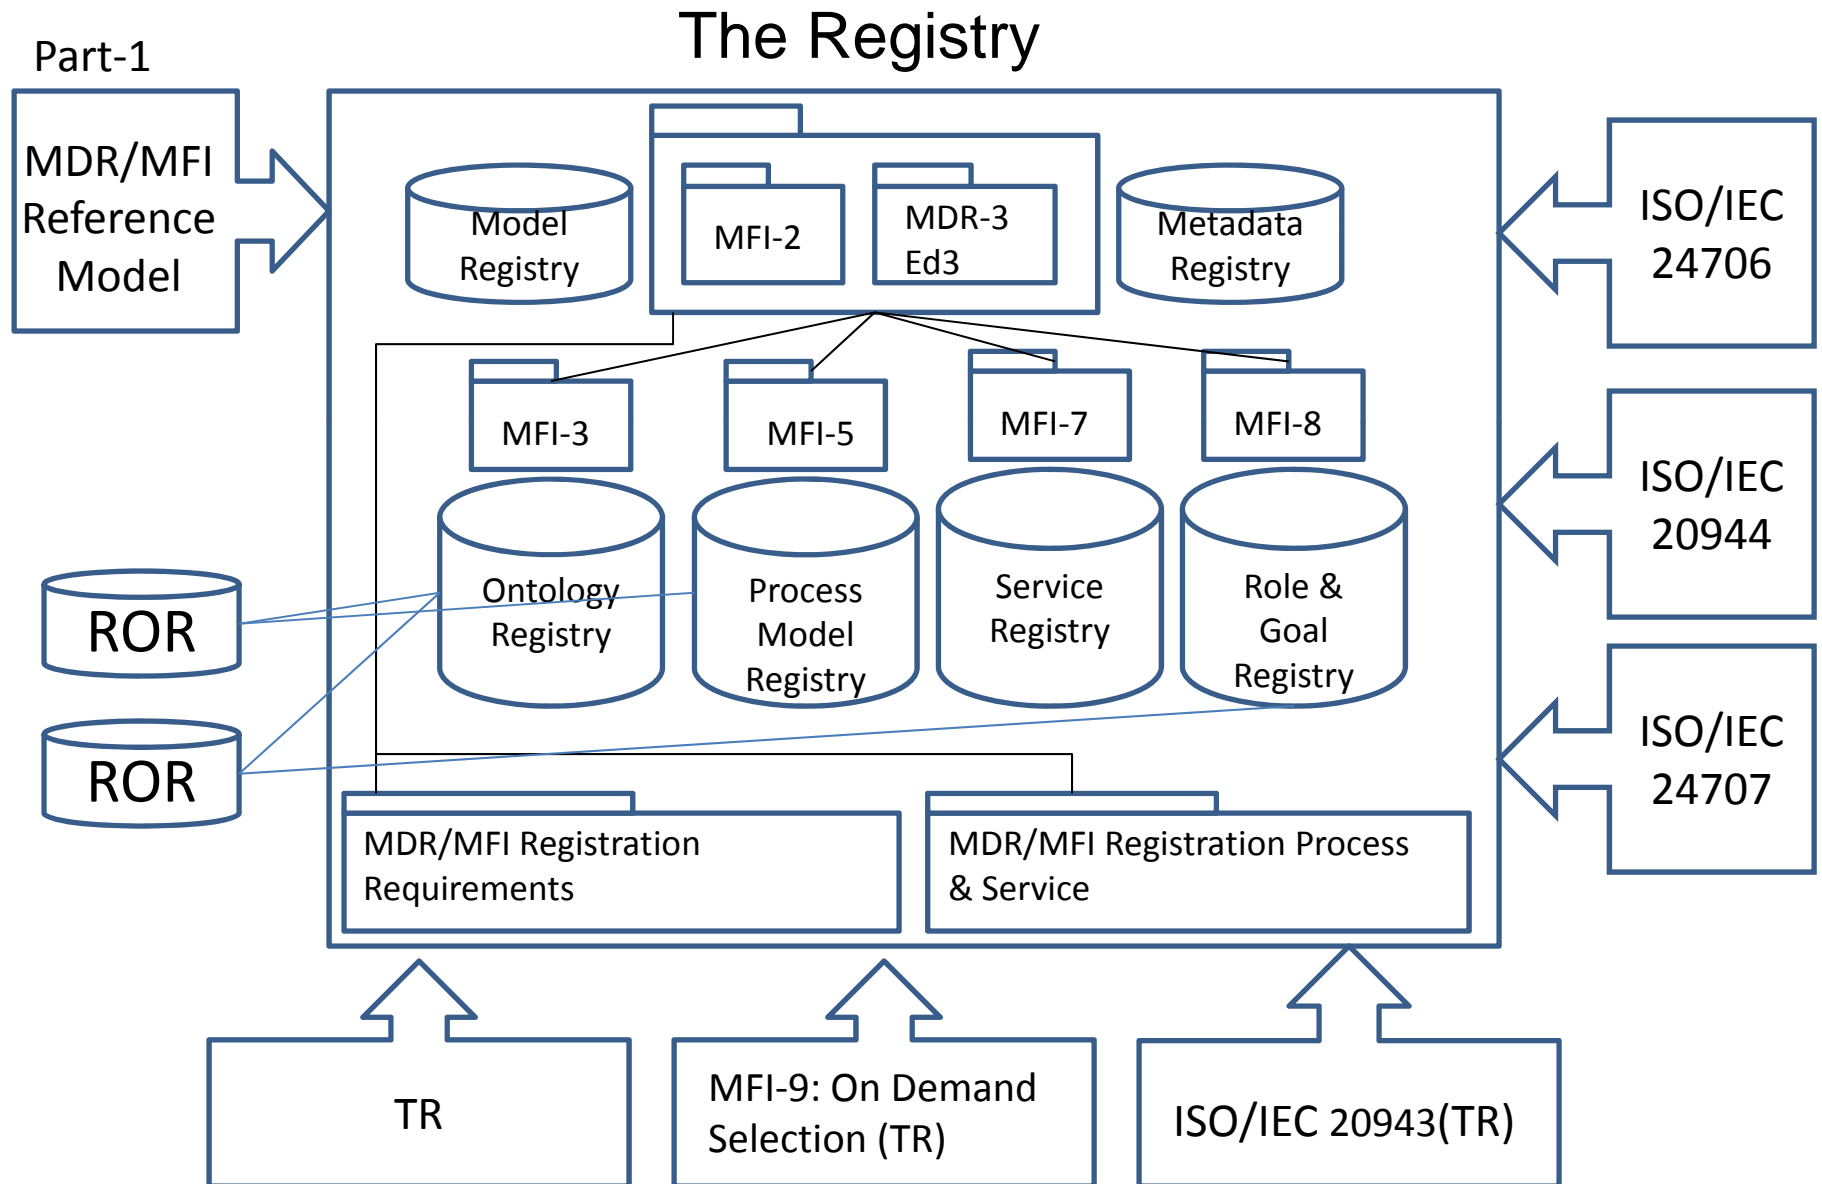 The Registry
Part-1
MDR/MFI
Reference
Model
Model
Registry
MFI-2
MDR-3
Ed3
Metadata
Registry
ISO/IEC
24706
MFI-3
MFI-5
MFI-7
MFI-8
ISO/IEC
20944
Ontology
Registry
Process
Model
Registry
Service
Registry
Role &
Goal
Registry
ROR
ROR
ISO/IEC
24707
MDR/MFI Registration
Requirements
MDR/MFI Registration Process
& Service
TR
MFI-9: On Demand
Selection (TR)
ISO/IEC 20943(TR)